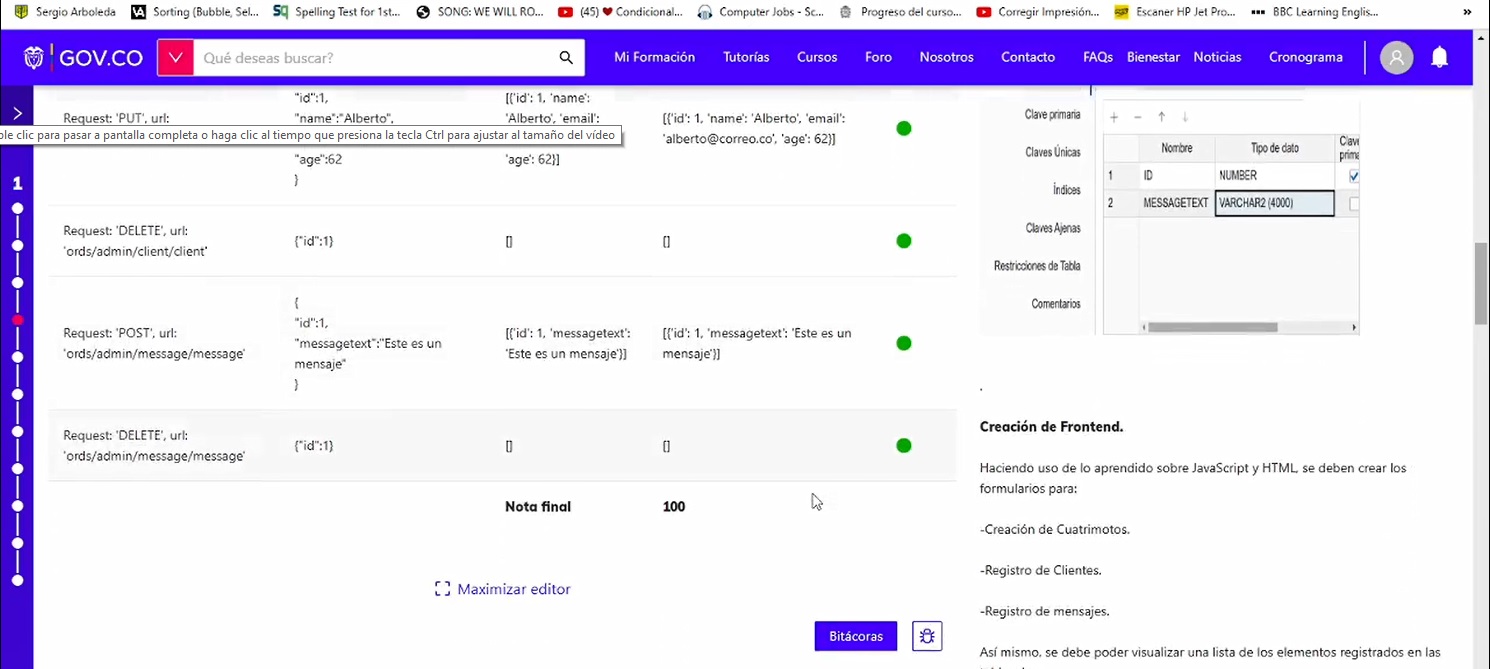 Sergio Arboleda
Sorting (Bubble, Sel...
Spelling Test for 1st...
SONG: WE WILL RO...
(45) ❤ Condicional...
Computer Jobs - Sc...
Progreso del curso...
Corregir Impresión...
Escaner HP Jet Pro...
BBC Learning Englis...
»
GOV.CO
Qué deseas buscar?
Mi Formación
Tutorías
Cursos
Foro
Nosotros
Contacto
FAQs
Bienestar
Noticias
Cronograma
1
Request: 'PUT', url:
ble clic para pasar a pantalla completa o haga clic al tiempo que presiona la tecla Ctrl para ajustar al tamaño del vídeo
"id":1,
"name":"Alberto",
"age":62
}
[{'id': 1, 'name':
'Alberto', 'email':
'age': 62}]
[{'id': 1, 'name': 'Alberto', 'email':
'alberto@correo.co', 'age': 62}]
Request: 'DELETE', url:
'ords/admin/client/client'
{"id":1}
[]
[]
Request: 'POST', url:
'ords/admin/message/message'
{
"id":1,
"messagetext":"Este es un
mensaje"
}
[{'id': 1, 'messagetext':
'Este es un mensaje'}]
[{'id': 1, 'messagetext': 'Este es un
mensaje'}]
Request: 'DELETE', url:
'ords/admin/message/message'
{"id":1}
[]
[]
Nota final
100
Maximizar editor
Bitácoras
Clave primaria
Claves Únicas
Índices
Claves Ajenas
Restricciones de Tabla
Comentarios
Nombre
Tipo de dato
Clave
prima
1
ID
NUMBER
2
MESSAGETEXT
VARCHAR2 (4000)
.
Creación de Frontend.
Haciendo uso de lo aprendido sobre JavaScript y HTML, se deben crear los
formularios para:
-Creación de Cuatrimotos.
-Registro de Clientes.
-Registro de mensajes.
Así mismo, se debe poder visualizar una lista de los elementos registrados en las